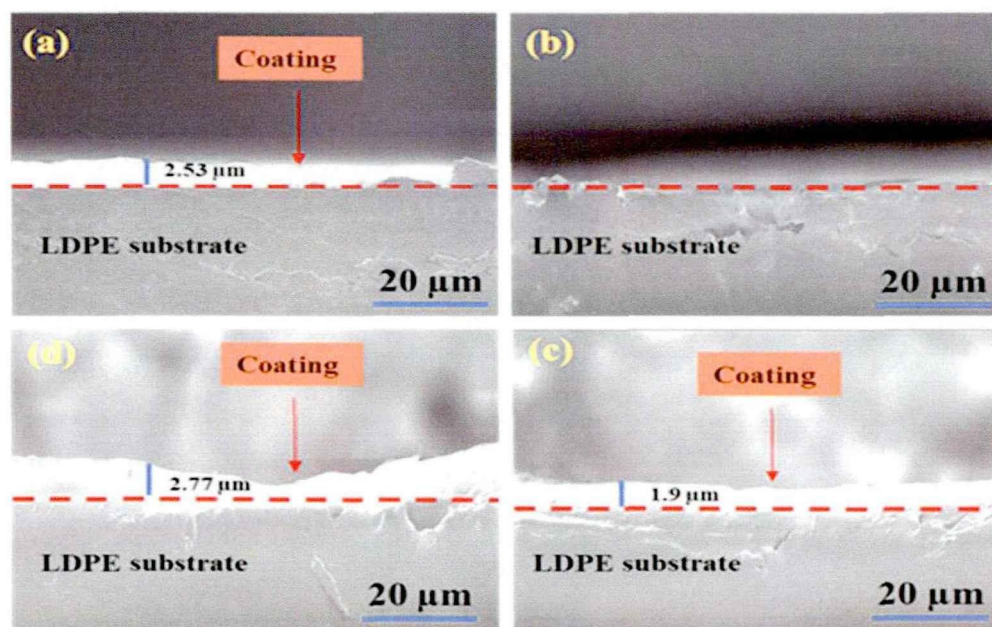 (a)
Coating
2.53 µm
LDPE substrate
20 µm
(b)
LDPE substrate
20 µm
(d)
Coating
2.77 µm
LDPE substrate
20 µm
(c)
Coating
1.9 µm
LDPE substrate
20 µm